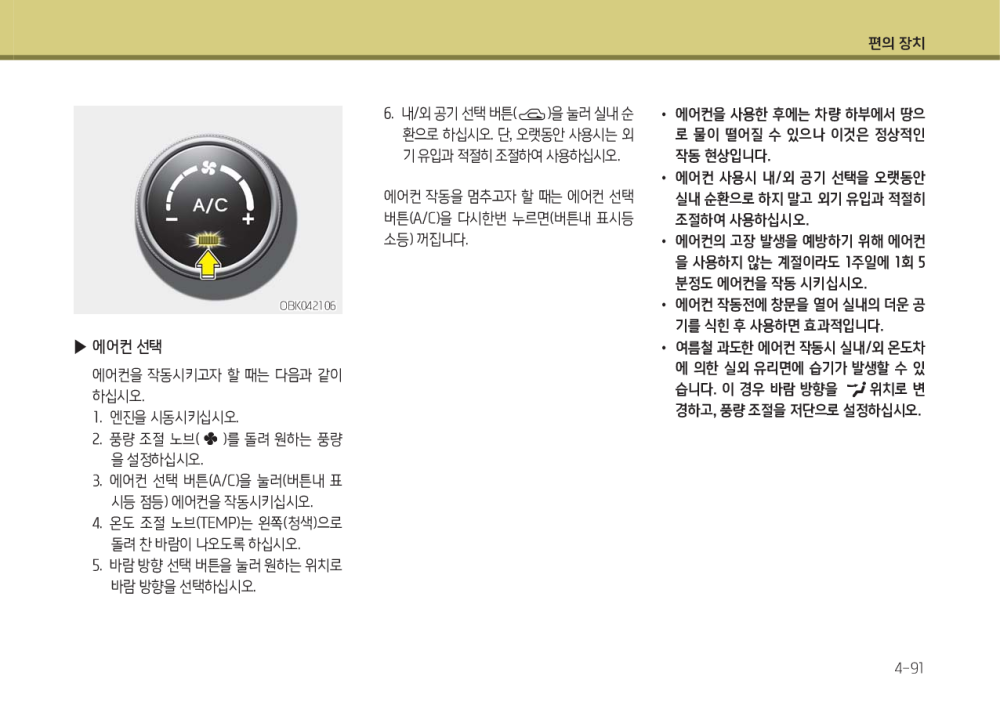 편의 장치
A/C
OBK042106
▶ 에어컨 선택
에어컨을 작동시키고자 할 때는 다음과 같이
하십시오.
1. 엔진을 시동시키십시오.
2. 풍량 조절 노브( )를 돌려 원하는 풍량
을 설정하십시오.
3. 에어컨 선택 버튼(A/C)을 눌러(버튼내 표
시등 점등) 에어컨을 작동시키십시오.
4. 온도 조절 노브(TEMP)는 왼쪽(청색)으로
돌려 찬 바람이 나오도록 하십시오.
5. 바람 방향 선택 버튼을 눌러 원하는 위치로
바람 방향을 선택하십시오.
6. 내/외 공기 선택 버튼( )을 눌러 실내 순
환으로 하십시오. 단, 오랫동안 사용시는 외
기 유입과 적절히 조절하여 사용하십시오.
에어컨 작동을 멈추고자 할 때는 에어컨 선택
버튼(A/C)을 다시한번 누르면(버튼내 표시등
소등) 꺼집니다.
• 에어컨을 사용한 후에는 차량 하부에서 땅으
로 물이 떨어질 수 있으나 이것은 정상적인
작동 현상입니다.
• 에어컨 사용시 내/외 공기 선택을 오랫동안
실내 순환으로 하지 말고 외기 유입과 적절히
조절하여 사용하십시오.
• 에어컨의 고장 발생을 예방하기 위해 에어컨
을 사용하지 않는 계절이라도 1주일에 1회 5
분정도 에어컨을 작동 시키십시오.
• 에어컨 작동전에 창문을 열어 실내의 더운 공
기를 식힌 후 사용하면 효과적입니다.
• 여름철 과도한 에어컨 작동시 실내/외 온도차
에 의한 실외 유리면에 습기가 발생할 수 있
습니다. 이 경우 바람 방향을 위치로 변
경하고, 풍량 조절을 저단으로 설정하십시오.
4-91